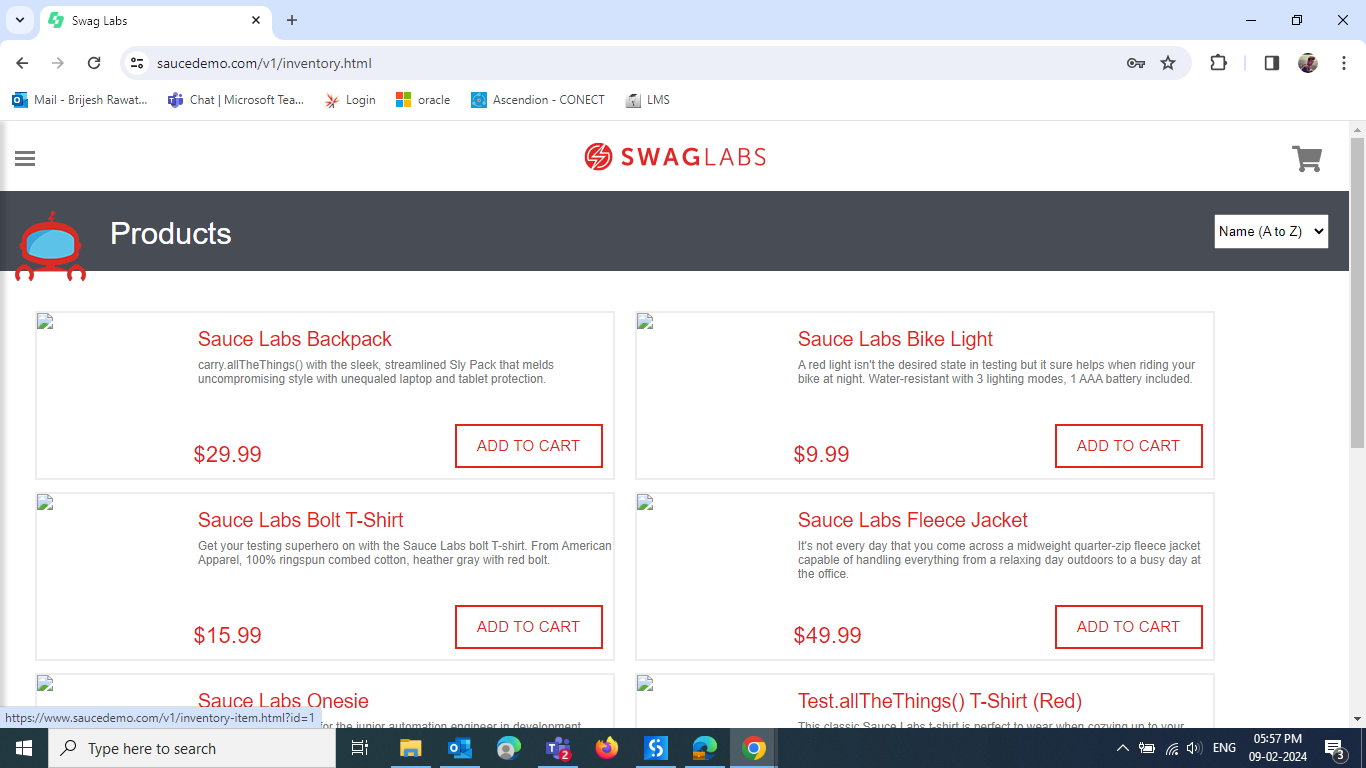 Swag Labs
saucedemo.com/v1/inventory.html
Mail - Brijesh Rawat...
Chat | Microsoft Tea...
Login
oracle
Ascendion - CONECT
LMS
SWAGLABS
Products
Name (A to Z)
Sauce Labs Backpack
carry.allTheThings() with the sleek, streamlined Sly Pack that melds
uncompromising style with unequaled laptop and tablet protection.
$29.99
ADD TO CART
Sauce Labs Bike Light
A red light isn't the desired state in testing but it sure helps when riding your
bike at night. Water-resistant with 3 lighting modes, 1 AAA battery included.
$9.99
ADD TO CART
Sauce Labs Bolt T-Shirt
Get your testing superhero on with the Sauce Labs bolt T-shirt. From American
Apparel, 100% ringspun combed cotton, heather gray with red bolt.
$15.99
ADD TO CART
Sauce Labs Fleece Jacket
It's not every day that you come across a midweight quarter-zip fleece jacket
capable of handling everything from a relaxing day outdoors to a busy day at
the office.
$49.99
ADD TO CART
Sauce Labs Onesie
for the junior automation engineer in development.
Test.allTheThings() T-Shirt (Red)
This classic Sauce Labs t-shirt is perfect to wear when cozying up to your
https://www.saucedemo.com/v1/inventory-item.html?id=1
Type here to search
2
ENG
05:57 PM
09-02-2024
3